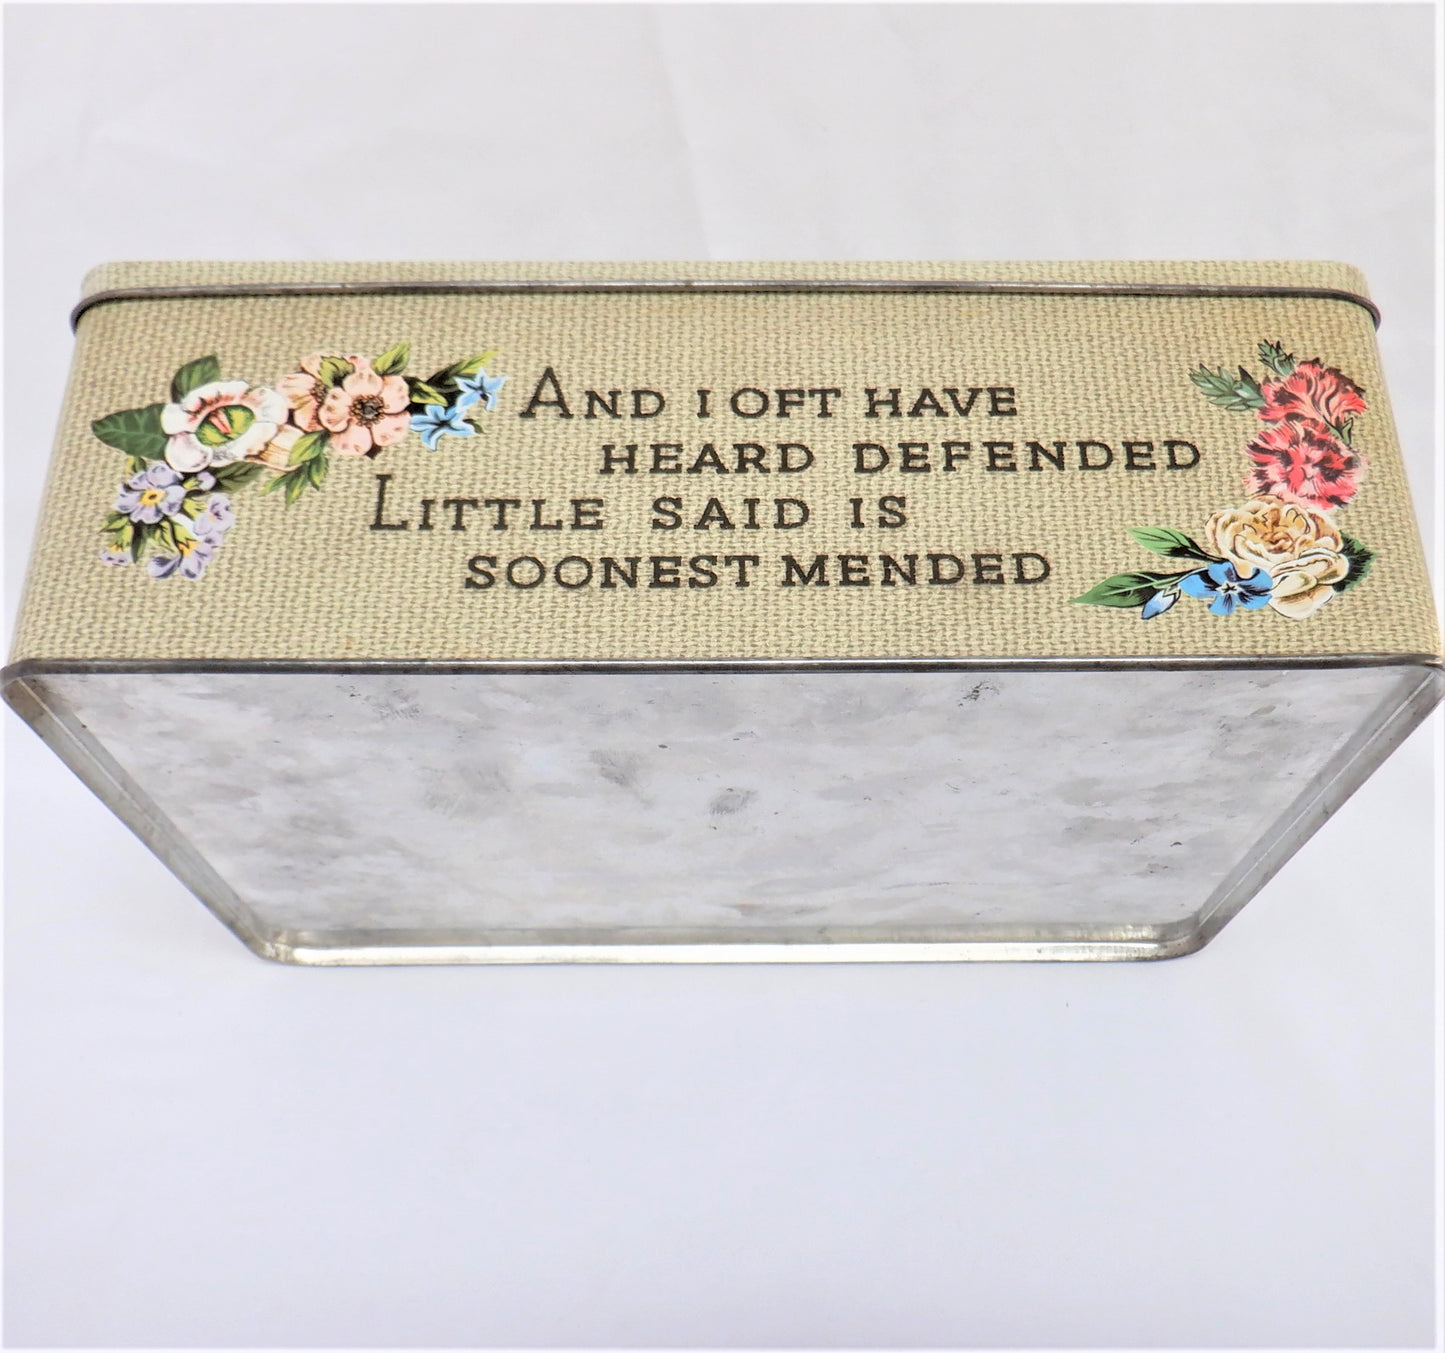 AND I OFT HAVE
HEARD DEFENDED
LITTLE SAID IS
SOONEST MENDED